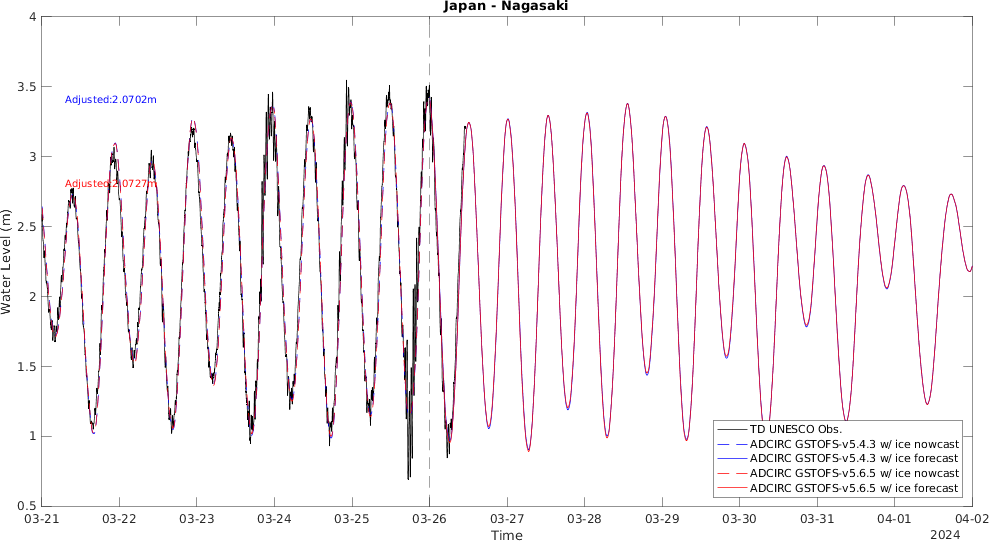 Japan - Nagasaki
4
3.5
3
2.5
2
1.5
1
0.5
Water Level (m)
Adjusted:2.0702m
Adjusted:2.0727m
TD UNESCO Obs.
ADCIRC GSTOFS-v5.4.3 w/ ice nowcast
ADCIRC GSTOFS-v5.4.3 w/ ice forecast
ADCIRC GSTOFS-v5.6.5 w/ ice nowcast
ADCIRC GSTOFS-v5.6.5 w/ ice forecast
03-21 03-22 03-23 03-24 03-25 03-26 03-27 03-28 03-29 03-30 03-31 04-01 04-02
Time
2024